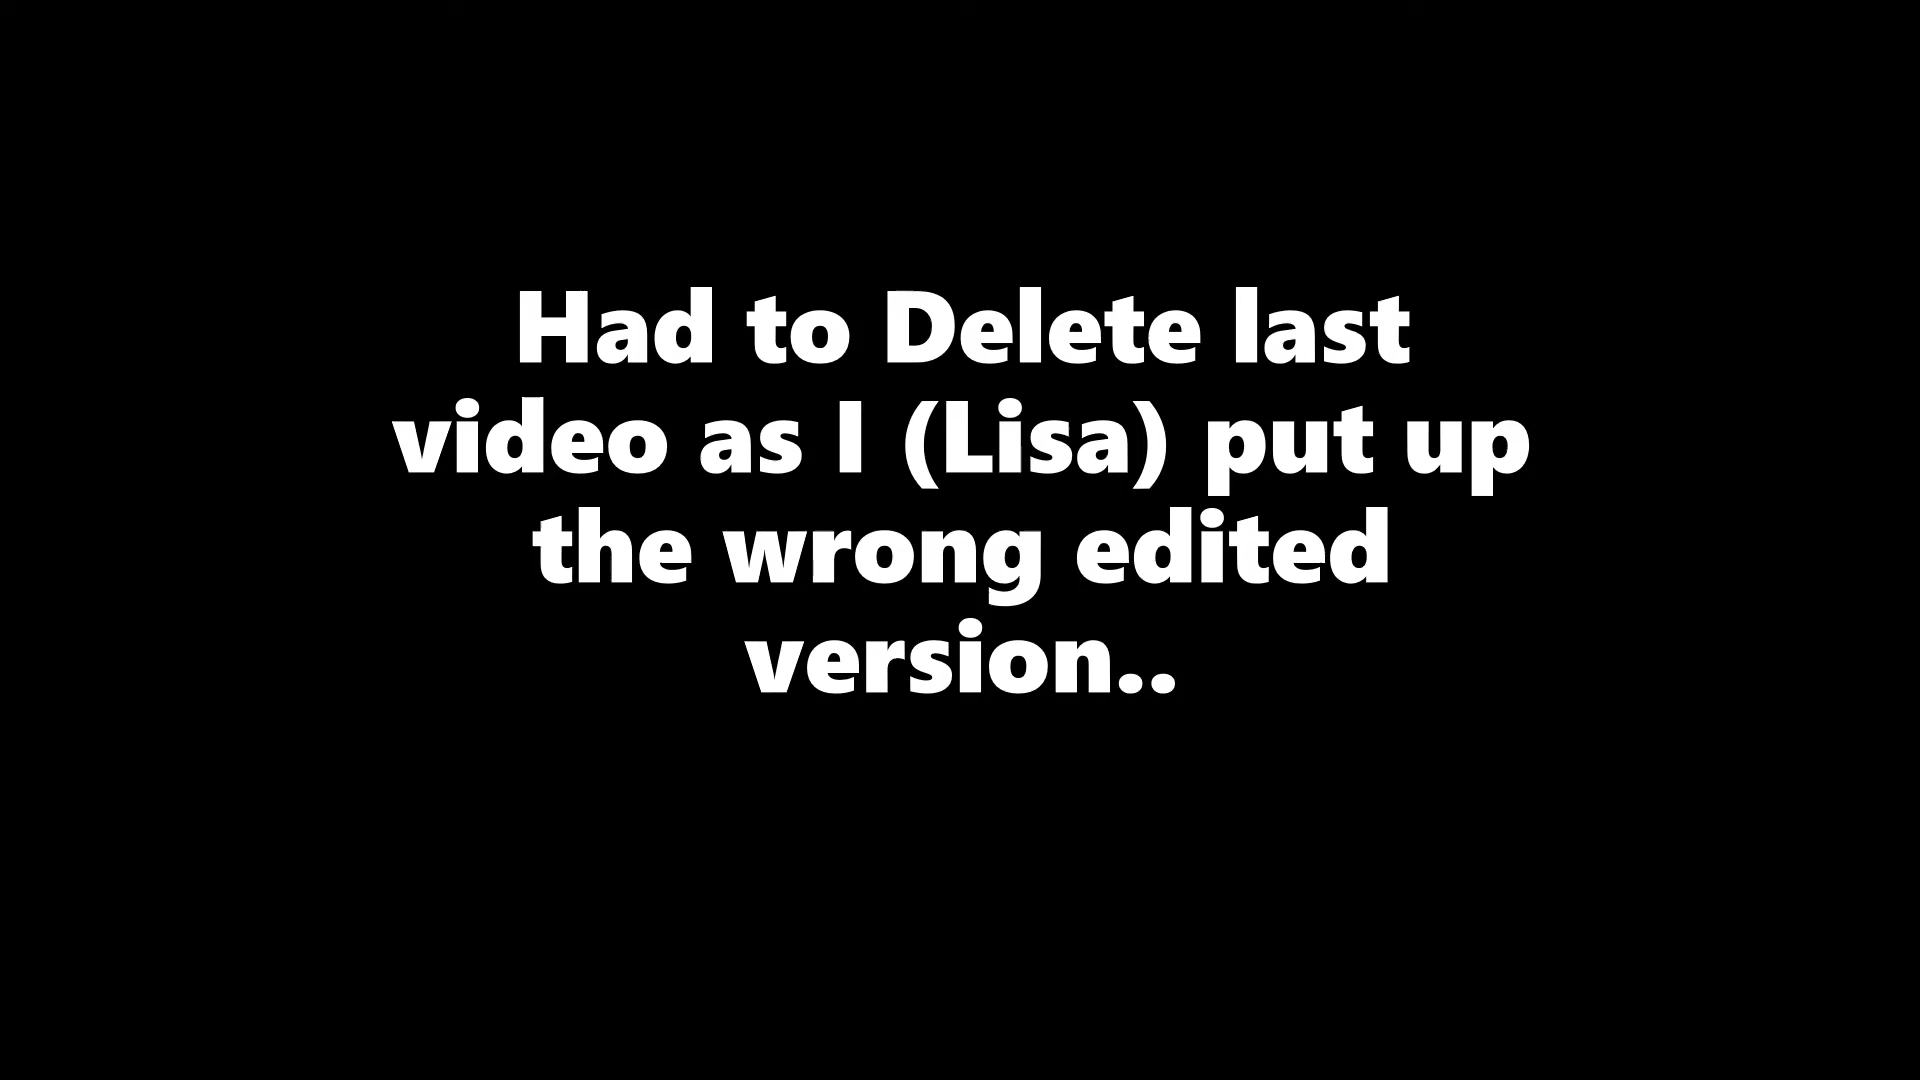 Had to Delete last
video as I (Lisa) put up
the wrong edited
version..